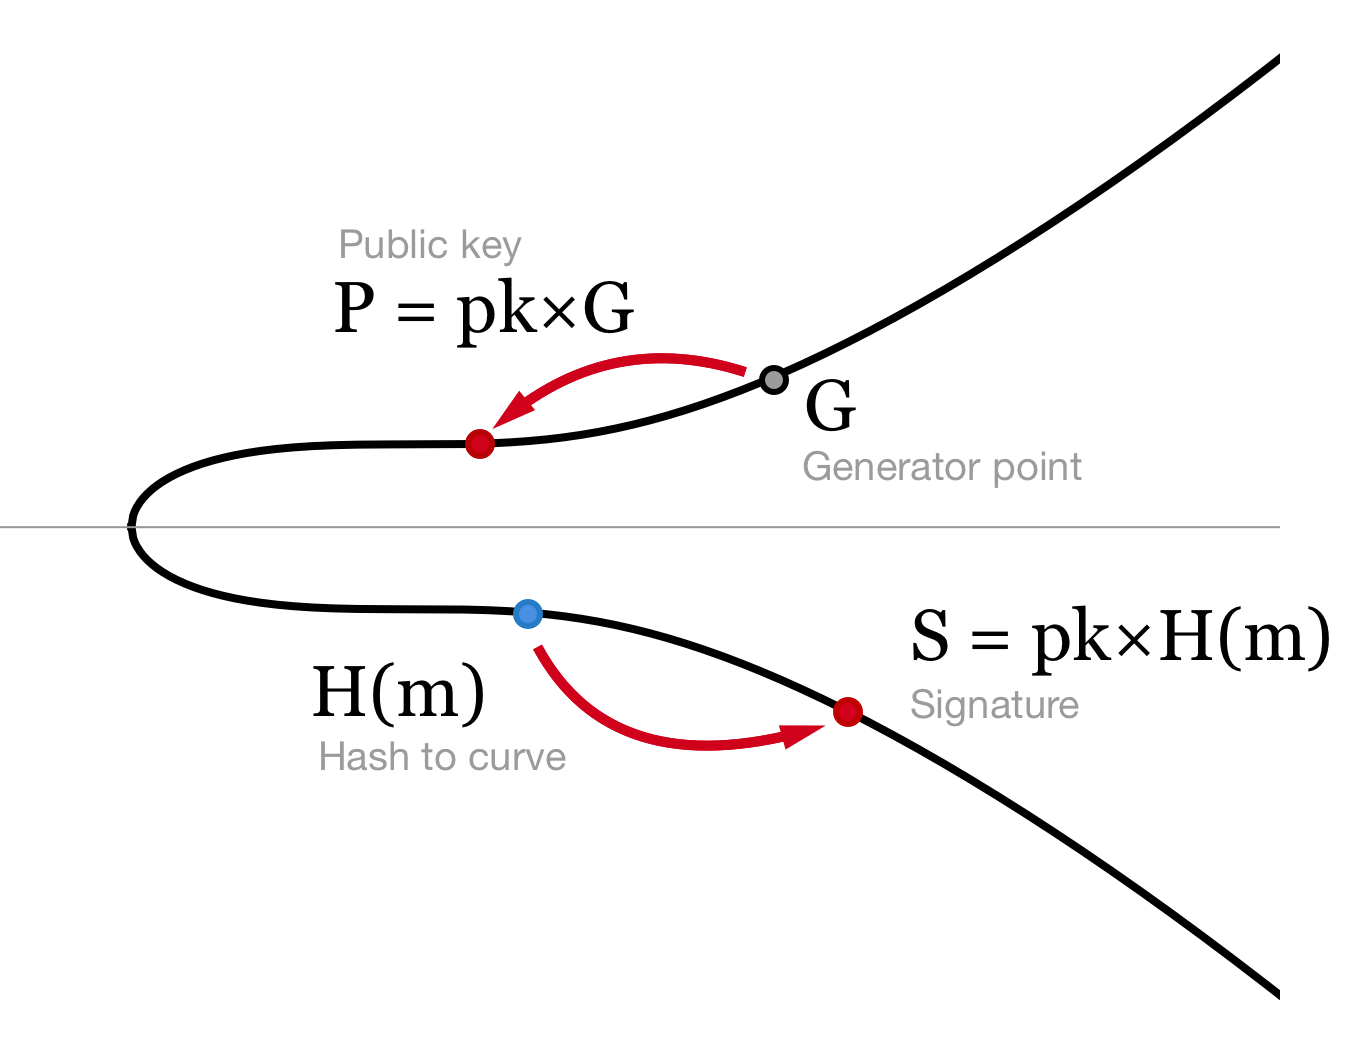 Public key
P = pk×G
G
Generator point
S = pk×H(m)
Signature
H(m)
Hash to curve